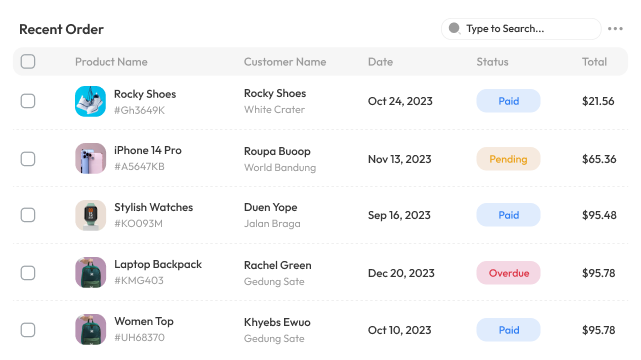 Recent Order
Type to Search...
Product Name Customer Name Date Status Total
Rocky Shoes
#Gh3649K
Rocky Shoes
White Crater
Oct 24, 2023
Paid
$21.56
iPhone 14 Pro
#A5647KB
Roupa Buoop
World Bandung
Nov 13, 2023
Pending
$65.36
Stylish Watches
#KO093M
Duen Yope
Jalan Braga
Sep 16, 2023
Paid
$95.48
Laptop Backpack
#KMG403
Rachel Green
Gedung Sate
Dec 20, 2023
Overdue
$95.78
Women Top
#UH68370
Khyebs Ewuo
Gedung Sate
Oct 10, 2023
Paid
$95.78